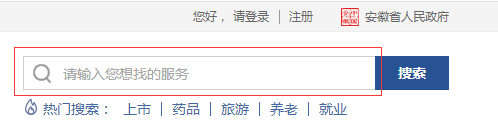 您好， 请登录 | 注册 安徽省人民政府
请输入您想找的服务 搜索
热门搜索： 上市 | 药品 | 旅游 | 养老 | 就业